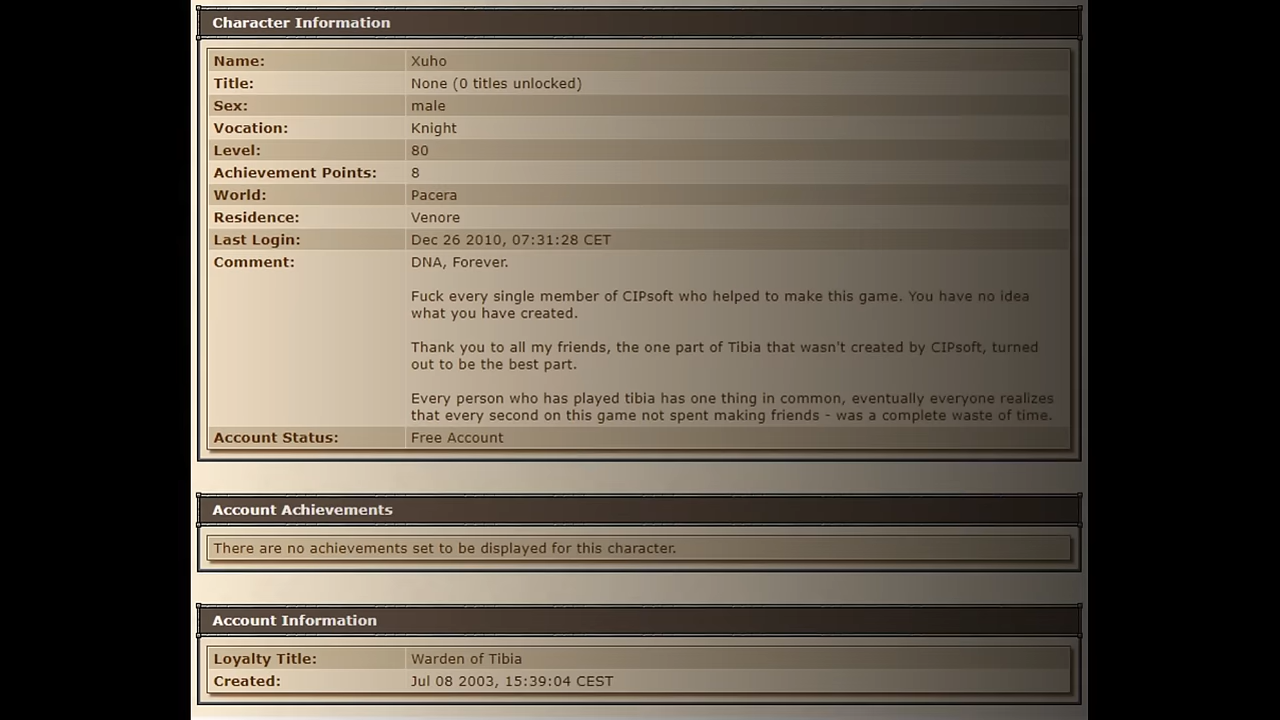 Character Information
Name: Xuho
Title: None (0 titles unlocked)
Sex: male
Vocation: Knight
Level: 80
Achievement Points: 8
World: Pacera
Residence: Venore
Last Login: Dec 26 2010, 07:31:28 CET
Comment: DNA, Forever.
Fuck every single member of CIPsoft who helped to make this game. You have no idea
what you have created.
Thank you to all my friends, the one part of Tibia that wasn't created by CIPsoft, turned
out to be the best part.
Every person who has played tibia has one thing in common, eventually everyone realizes
that every second on this game not spent making friends - was a complete waste of time.
Account Status: Free Account
Account Achievements
There are no achievements set to be displayed for this character.
Account Information
Loyalty Title: Warden of Tibia
Created: Jul 08 2003, 15:39:04 CEST